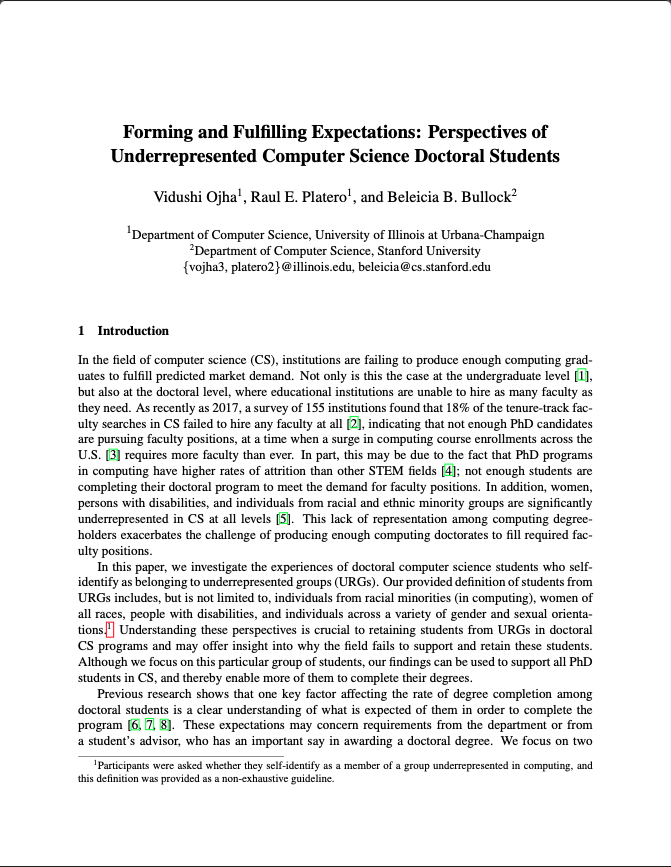 Forming and Fulfilling Expectations: Perspectives of
Underrepresented Computer Science Doctoral Students
Vidushi Ojha1, Raul E. Platero1, and Beleicia B. Bullock2
1Department of Computer Science, University of Illinois at Urbana-Champaign
2Department of Computer Science, Stanford University
{vojha3, platero2}@illinois.edu, beleicia@cs.stanford.edu
1 Introduction
In the field of computer science (CS), institutions are failing to produce enough computing grad-
uates to fulfill predicted market demand. Not only is this the case at the undergraduate level [1],
but also at the doctoral level, where educational institutions are unable to hire as many faculty as
they need. As recently as 2017, a survey of 155 institutions found that 18% of the tenure-track fac-
ulty searches in CS failed to hire any faculty at all [2], indicating that not enough PhD candidates
are pursuing faculty positions, at a time when a surge in computing course enrollments across the
U.S. [3] requires more faculty than ever. In part, this may be due to the fact that PhD programs
in computing have higher rates of attrition than other STEM fields [4]; not enough students are
completing their doctoral program to meet the demand for faculty positions. In addition, women,
persons with disabilities, and individuals from racial and ethnic minority groups are significantly
underrepresented in CS at all levels [5]. This lack of representation among computing degree-
holders exacerbates the challenge of producing enough computing doctorates to fill required fac-
ulty positions.
In this paper, we investigate the experiences of doctoral computer science students who self-
identify as belonging to underrepresented groups (URGs). Our provided definition of students from
URGs includes, but is not limited to, individuals from racial minorities (in computing), women of
all races, people with disabilities, and individuals across a variety of gender and sexual orienta-
tions.1 Understanding these perspectives is crucial to retaining students from URGs in doctoral
CS programs and may offer insight into why the field fails to support and retain these students.
Although we focus on this particular group of students, our findings can be used to support all PhD
students in CS, and thereby enable more of them to complete their degrees.
Previous research shows that one key factor affecting the rate of degree completion among
doctoral students is a clear understanding of what is expected of them in order to complete the
program [6, 7, 8]. These expectations may concern requirements from the department or from
a student's advisor, who has an important say in awarding a doctoral degree. We focus on two
1Participants were asked whether they self-identify as a member of a group underrepresented in computing, and
this definition was provided as a non-exhaustive guideline.